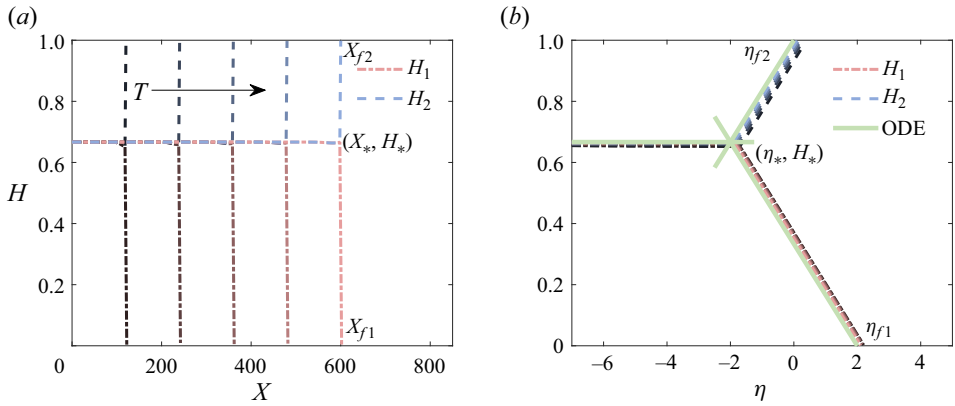 (a)
1.0
0.8
0.6
0.4
0.2
0
200
400
600
800
H
X
T
X_{f2}
H_1
H_2
(X_*, H_*)
X_{f1}
(b)
1.0
0.8
0.6
0.4
0.2
0
−6
−4
−2
0
2
4
η
η_{f2}
H_1
H_2
ODE
(η_*, H_*)
η_{f1}